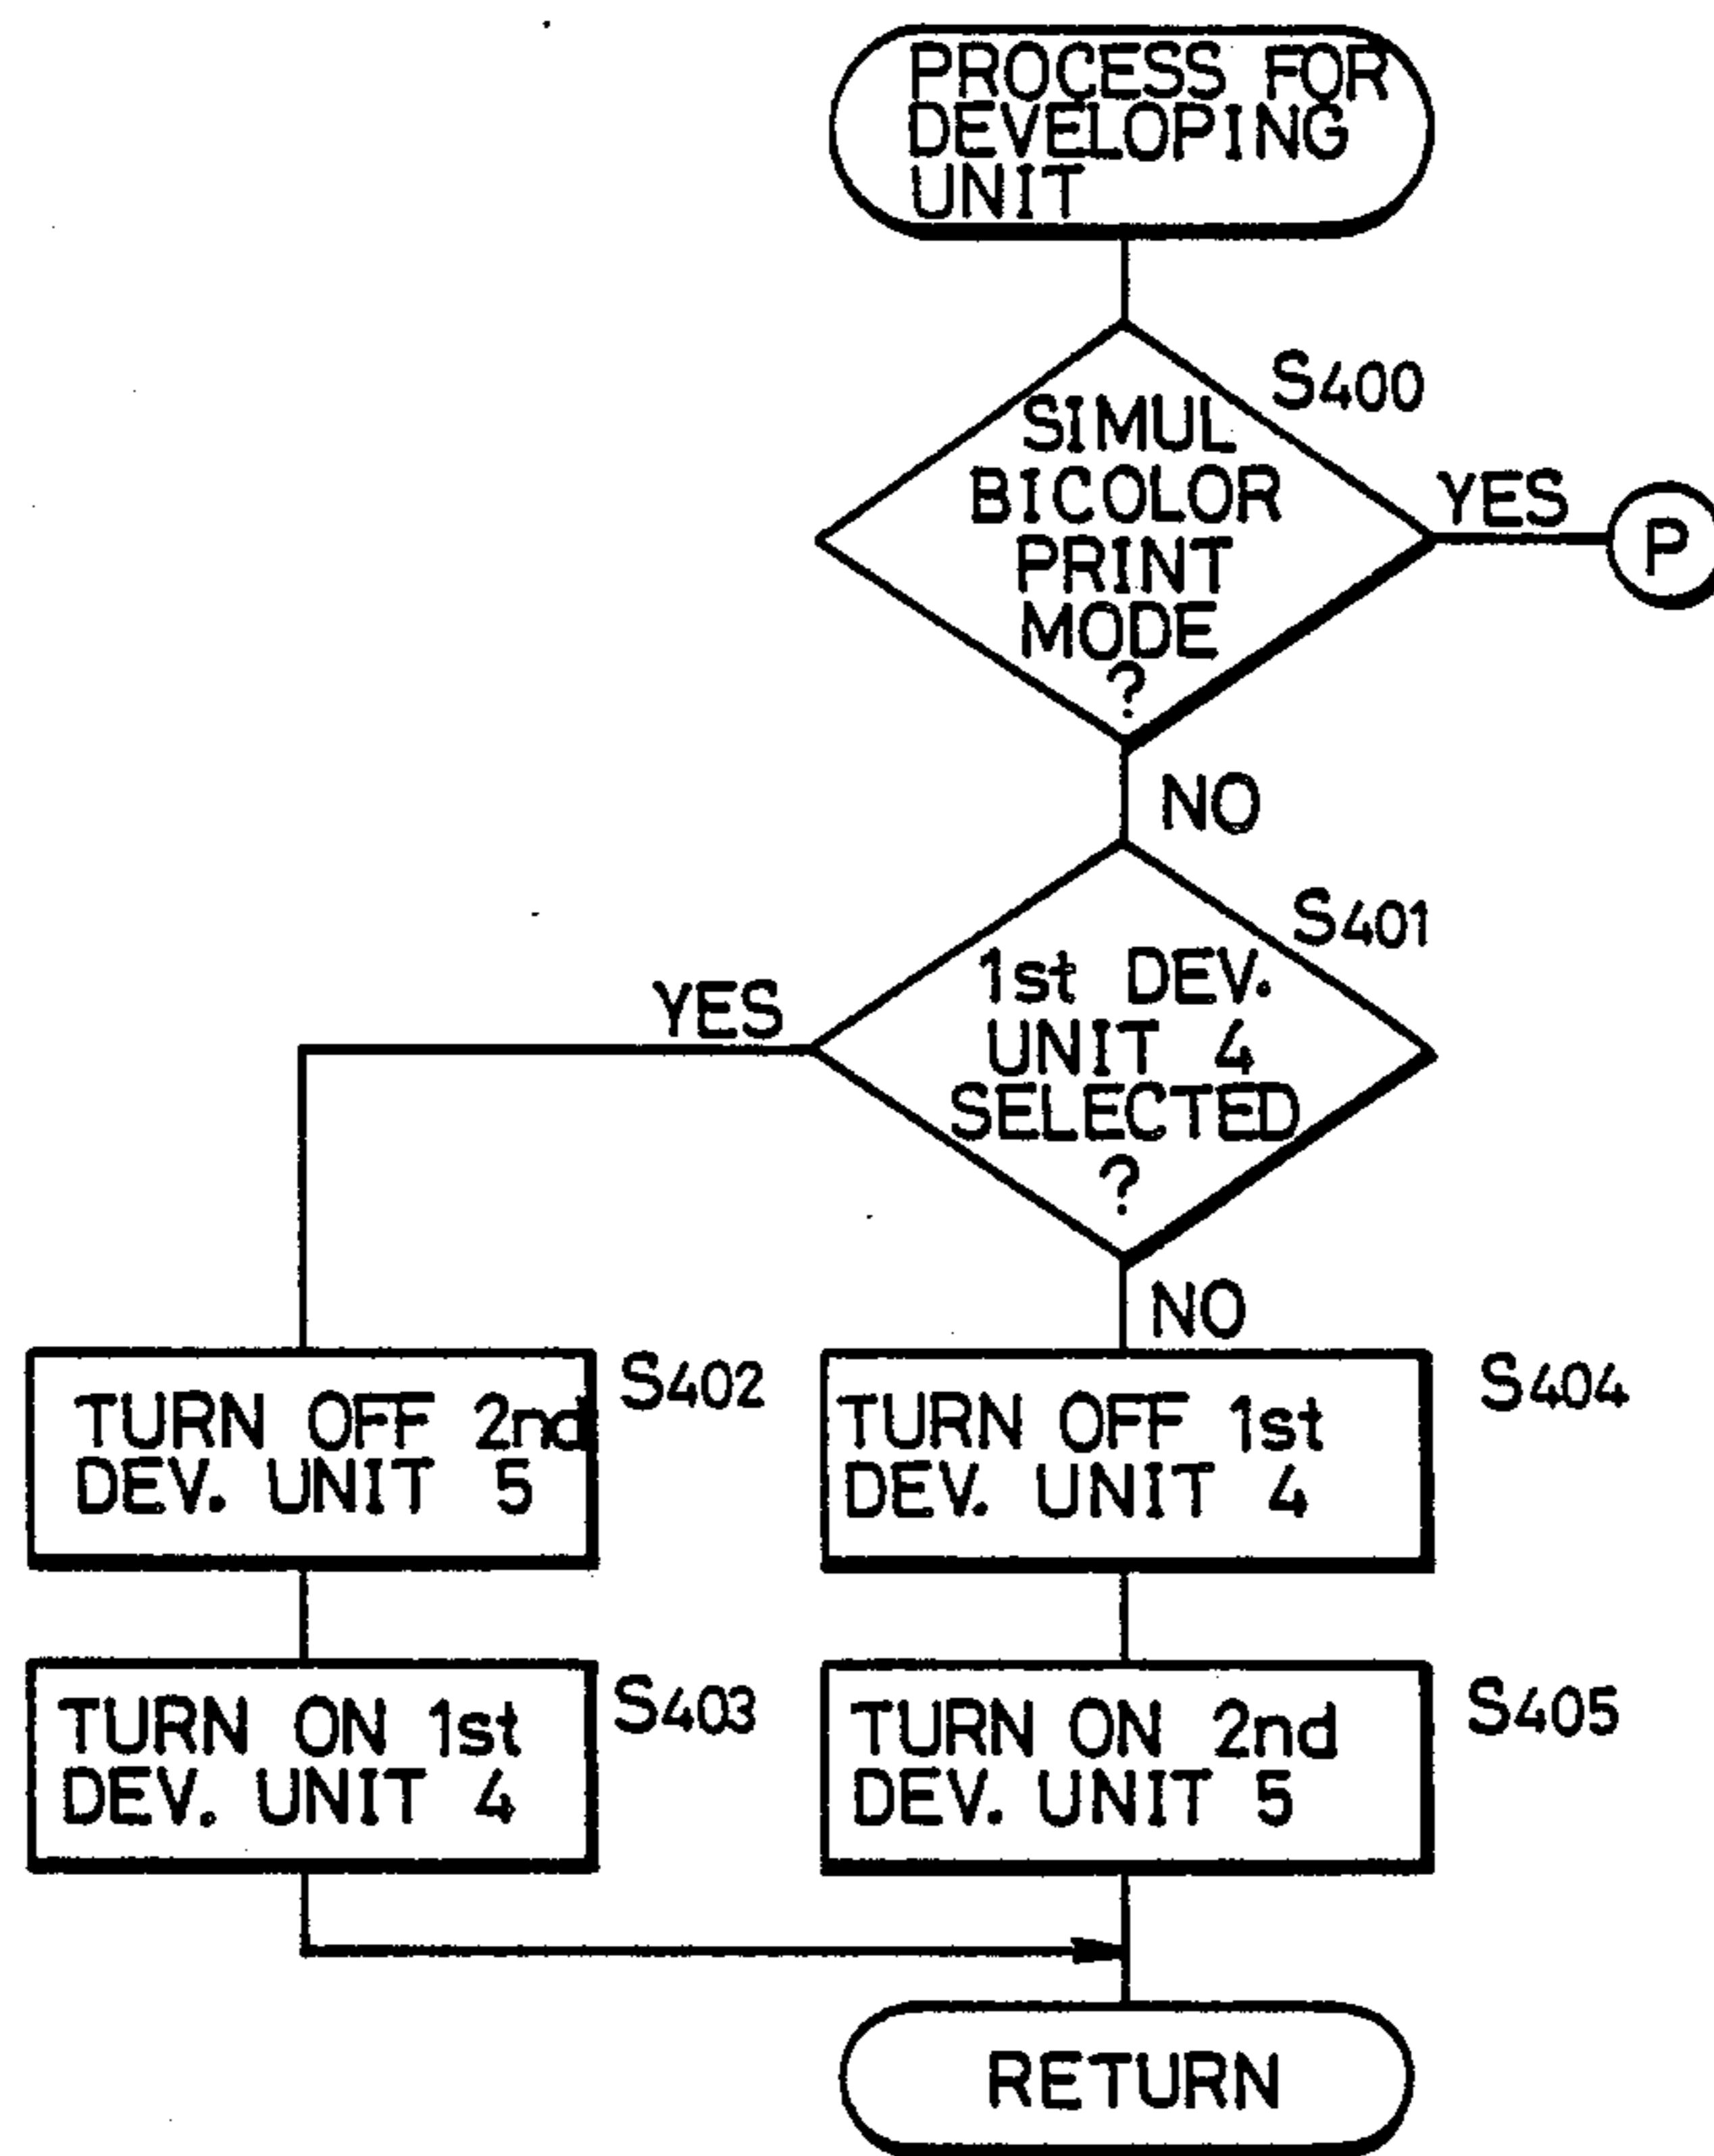 PROCESS FOR
DEVELOPING
UNIT
S400
SIMUL
BICOLOR
PRINT
MODE
?
YES
P
NO
S401
1st DEV.
UNIT 4
SELECTED
?
YES
NO
S402
TURN OFF 2nd
DEV. UNIT 5
S404
TURN OFF 1st
DEV. UNIT 4
S403
TURN ON 1st
DEV. UNIT 4
S405
TURN ON 2nd
DEV. UNIT 5
RETURN